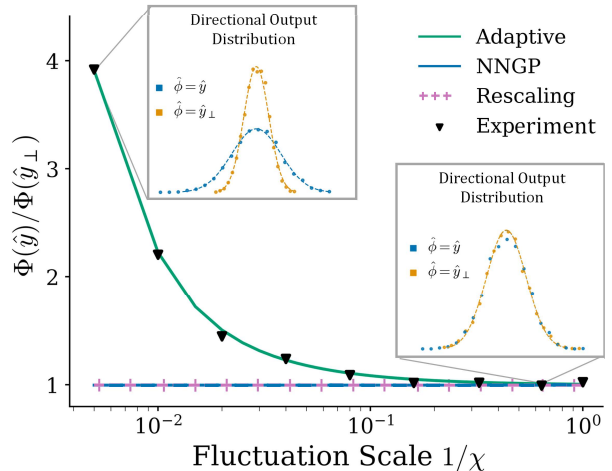 Directional Output
Distribution
ϕ̂ = ŷ
ϕ̂ = ŷ⊥
Adaptive
NNGP
Rescaling
Experiment
Directional Output
Distribution
ϕ̂ = ŷ
ϕ̂ = ŷ⊥
4
3
2
1
Φ(ŷ)/Φ(ŷ⊥)
10⁻²
10⁻¹
10⁰
Fluctuation Scale 1/χ